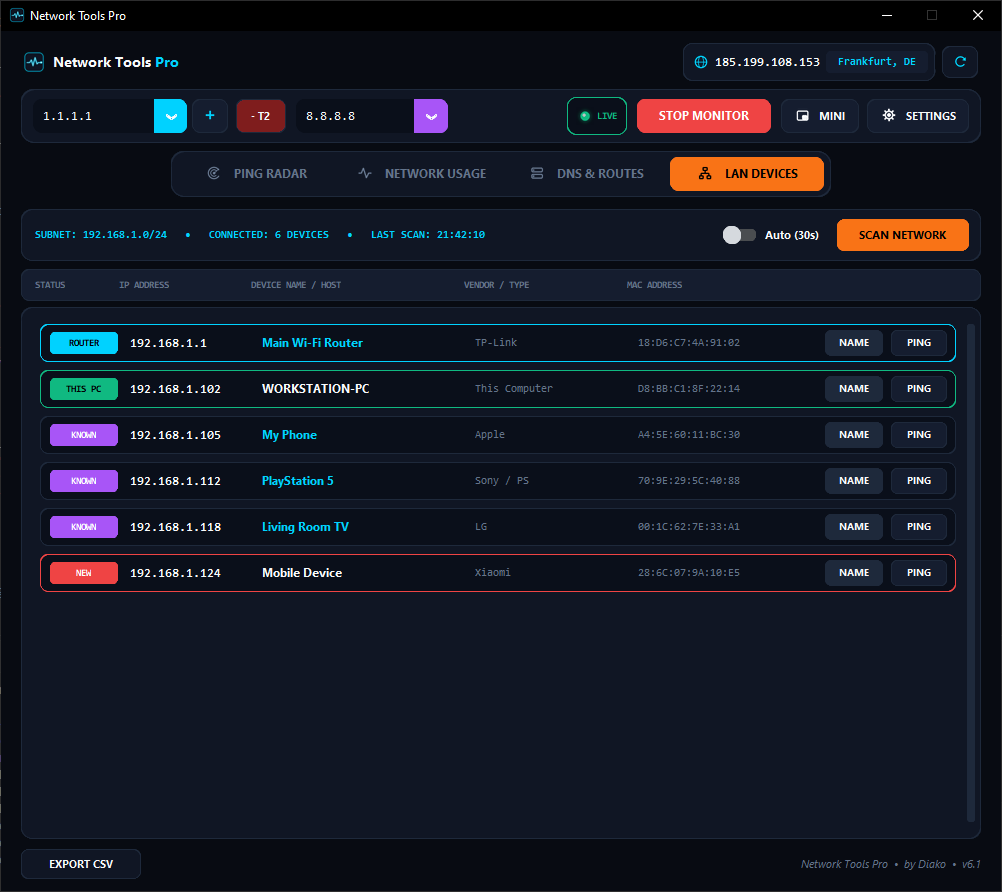 Network Tools Pro
Network Tools Pro
185.199.108.153 Frankfurt, DE
1.1.1.1 + - T2 8.8.8.8 LIVE STOP MONITOR MINI SETTINGS
PING RADAR NETWORK USAGE DNS & ROUTES LAN DEVICES
SUBNET: 192.168.1.0/24 • CONNECTED: 6 DEVICES • LAST SCAN: 21:42:10 Auto (30s) SCAN NETWORK
STATUS IP ADDRESS DEVICE NAME / HOST VENDOR / TYPE MAC ADDRESS
ROUTER 192.168.1.1 Main Wi-Fi Router TP-Link 18:D6:C7:4A:91:02 NAME PING
THIS PC 192.168.1.102 WORKSTATION-PC This Computer D8:BB:C1:8F:22:14 NAME PING
KNOWN 192.168.1.105 My Phone Apple A4:5E:60:11:BC:30 NAME PING
KNOWN 192.168.1.112 PlayStation 5 Sony / PS 70:9E:29:5C:40:88 NAME PING
KNOWN 192.168.1.118 Living Room TV LG 00:1C:62:7E:33:A1 NAME PING
NEW 192.168.1.124 Mobile Device Xiaomi 28:6C:07:9A:10:E5 NAME PING
EXPORT CSV Network Tools Pro • by Diako • v6.1